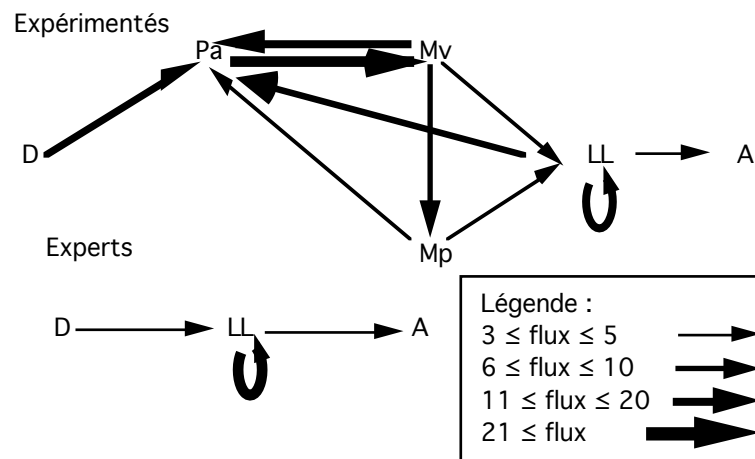 Expérimentés
Pa Mv
D LL A
Mp
Experts
D LL A
Légende :
3 ≤ flux ≤ 5
6 ≤ flux ≤ 10
11 ≤ flux ≤ 20
21 ≤ flux